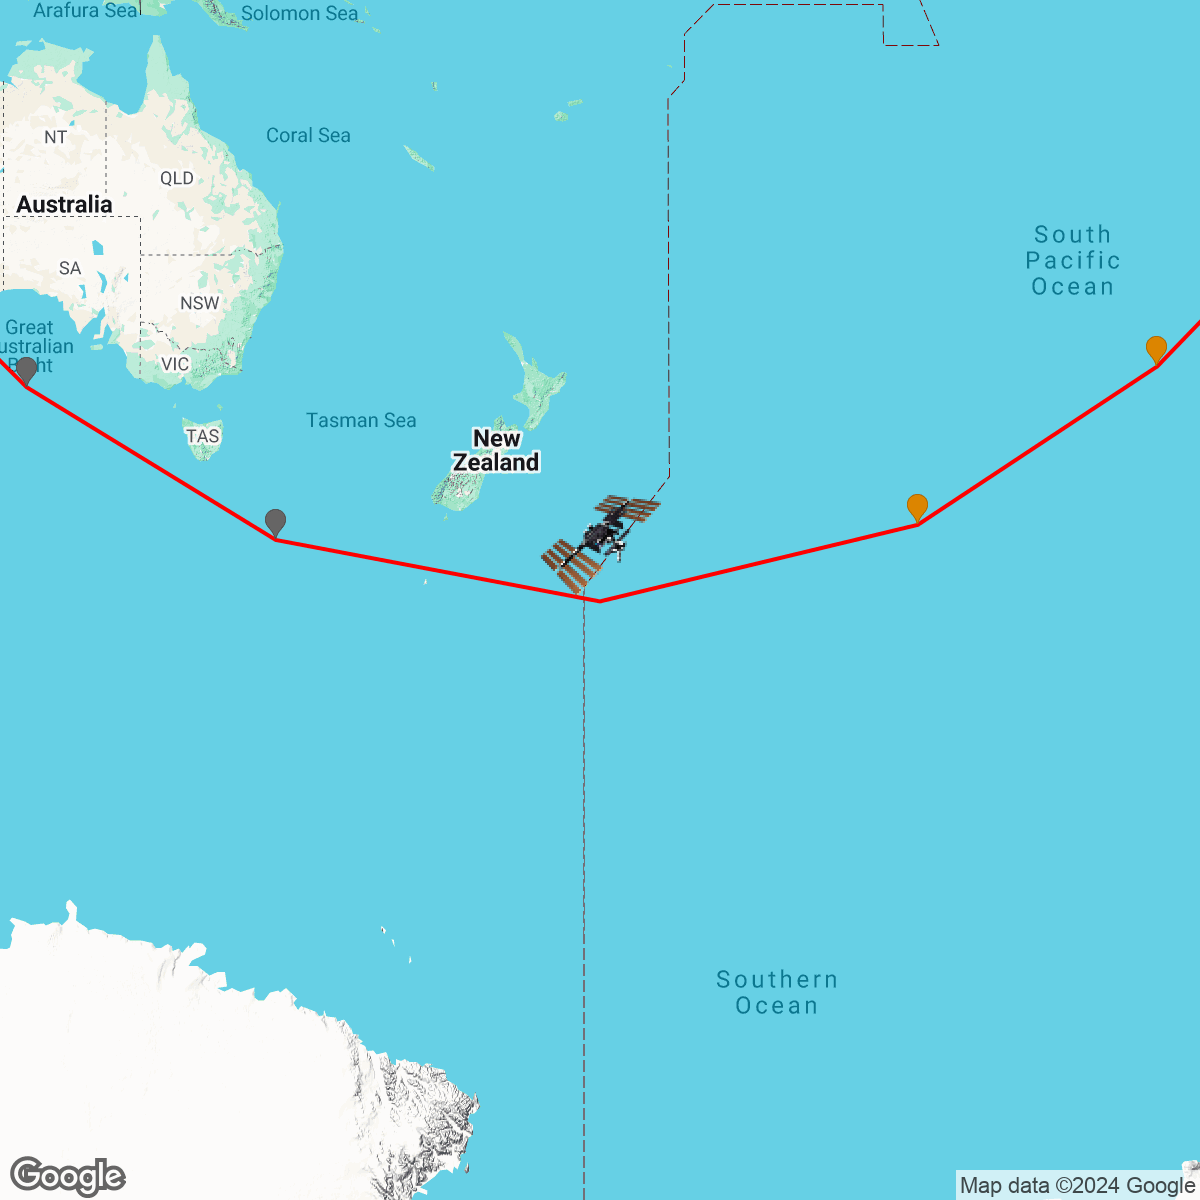 Arafura Sea
Solomon Sea
Coral Sea
NT
QLD
Australia
South
Pacific
Ocean
SA
NSW
Great
ustralian
VIC
Tasman Sea
TAS
New
Zealand
Southern
Ocean
Google
Map data ©2024 Google